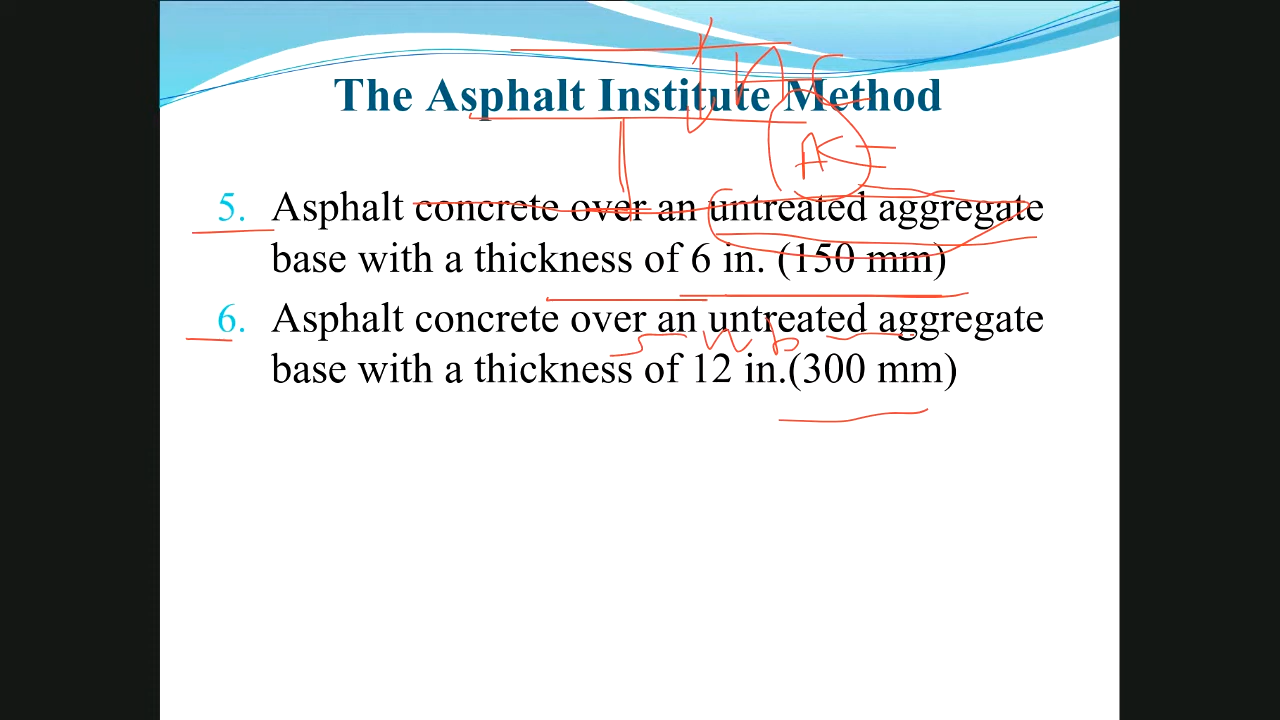 The Asphalt Institute Method
5. Asphalt concrete over an untreated aggregate
base with a thickness of 6 in. (150 mm)
6. Asphalt concrete over an untreated aggregate
base with a thickness of 12 in.(300 mm)